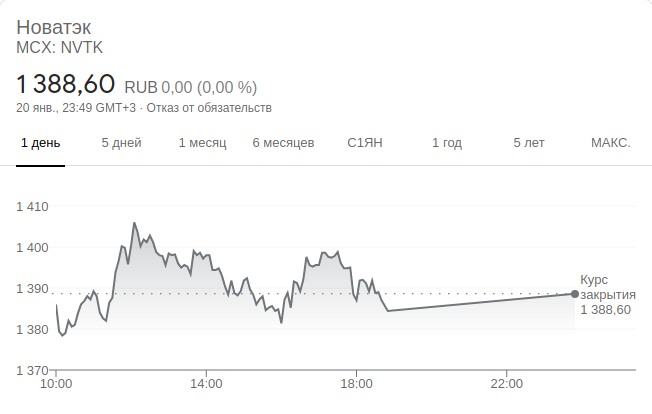 Новатэк
MCX: NVTK
1 388,60 RUB 0,00 (0,00 %)
20 янв., 23:49 GMT+3 · Отказ от обязательств
1 день 5 дней 1 месяц 6 месяцев С1ЯН 1 год 5 лет МАКС.
1 410
1 400
1 390
1 380
1 370
Курс
закрытия
1 388,60
10:00 14:00 18:00 22:00